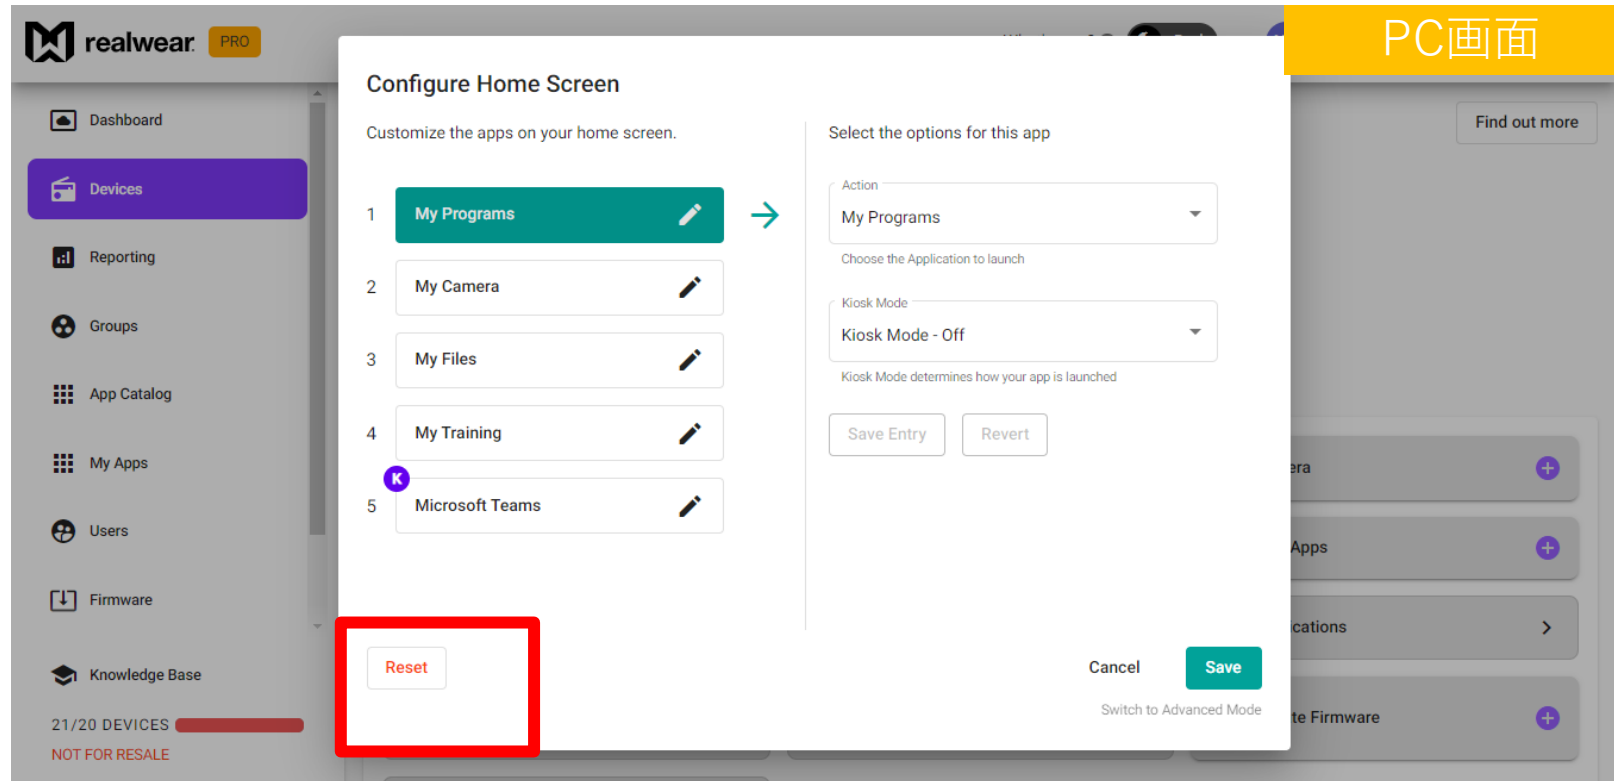 realwear. PRO
PC画面
Configure Home Screen
Find out more
Customize the apps on your home screen.
Select the options for this app
Dashboard
Devices
Reporting
Groups
App Catalog
My Apps
Users
Firmware
Knowledge Base
21/20 DEVICES
NOT FOR RESALE
1 My Programs
2 My Camera
3 My Files
4 My Training
K
5 Microsoft Teams
Action
My Programs
Choose the Application to launch
Kiosk Mode
Kiosk Mode - Off
Kiosk Mode determines how your app is launched
Save Entry Revert
Reset
Cancel Save
Switch to Advanced Mode
era
Apps
ications
te Firmware